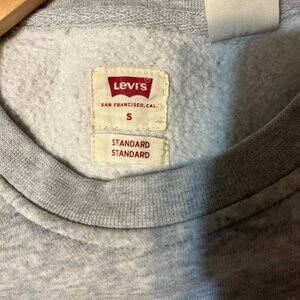 Levi's
SAN FRANCISCO, CAL.
S
STANDARD
STANDARD